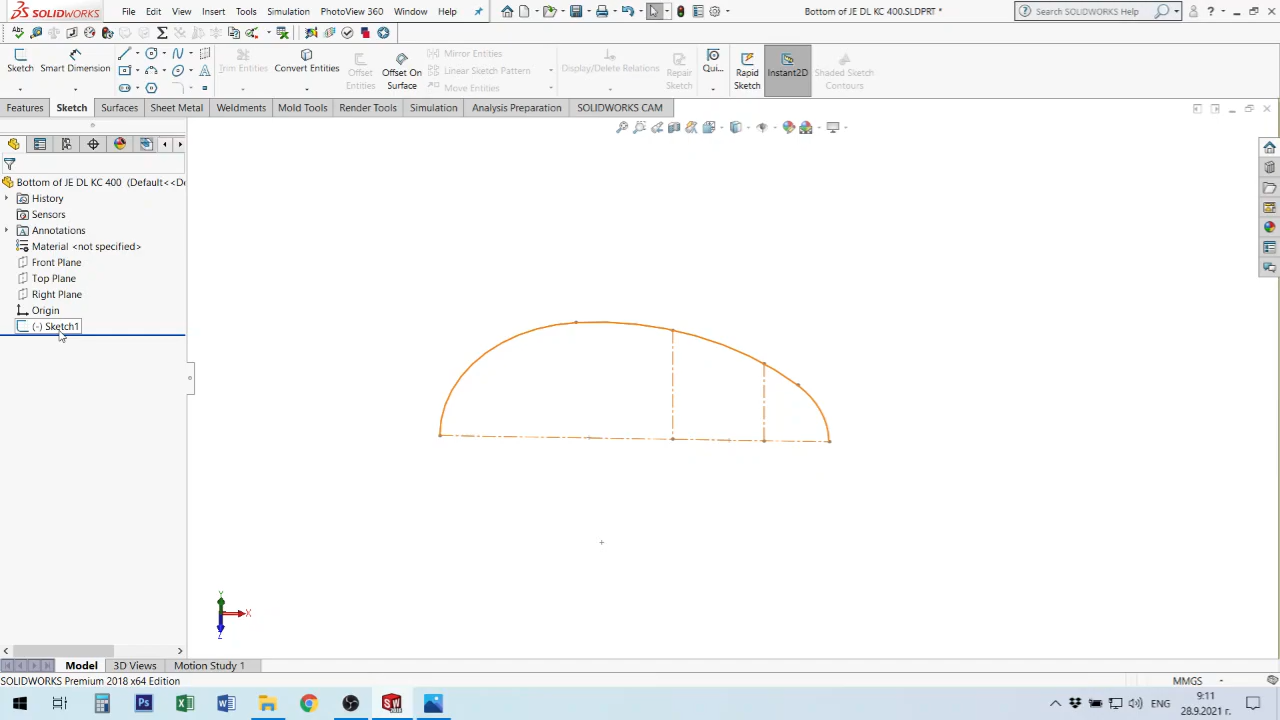 SOLIDWORKS
File
Edit
View
Insert
Tools
Simulation
PhotoView 360
Window
Help
Bottom of JE DL KC 400.SLDPRT *
Search SOLIDWORKS Help
Sketch
Smart Dimension
Trim Entities
Convert Entities
Offset Entities
Offset On Surface
Mirror Entities
Linear Sketch Pattern
Move Entities
Display/Delete Relations
Repair Sketch
Qui...
Rapid Sketch
Instant2D
Shaded Sketch Contours
Features
Sketch
Surfaces
Sheet Metal
Weldments
Mold Tools
Render Tools
Simulation
Analysis Preparation
SOLIDWORKS CAM
Bottom of JE DL KC 400 (Default<<De
History
Sensors
Annotations
Material <not specified>
Front Plane
Top Plane
Right Plane
Origin
(-) Sketch1
Y
X
Z
Model
3D Views
Motion Study 1
SOLIDWORKS Premium 2018 x64 Edition
MMGS
ENG
9:11
28.9.2021 г.